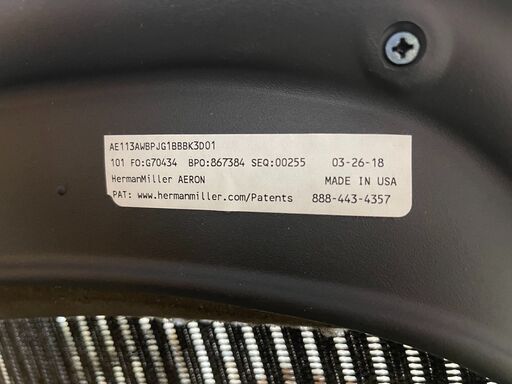 AE113AWBPJG1BBBK3D01
101 FO:G70434 BPO:867384 SEQ:00255 03-26-18
HermanMiller AERON MADE IN USA
PAT: www.hermanmiller.com/Patents 888-443-4357